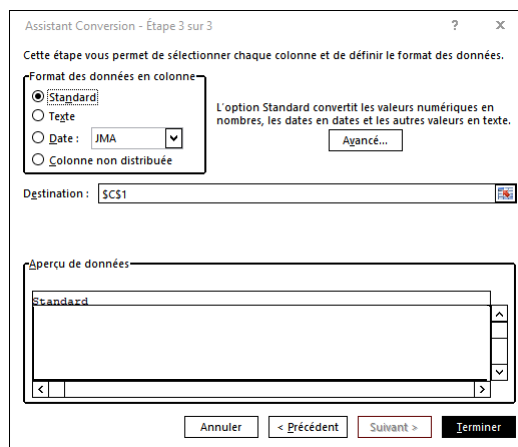 Assistant Conversion - Étape 3 sur 3 ? X
Cette étape vous permet de sélectionner chaque colonne et de définir le format des données.
Format des données en colonne
Standard
Texte
Date : JMA
Colonne non distribuée
L'option Standard convertit les valeurs numériques en
nombres, les dates en dates et les autres valeurs en texte.
Avancé...
Destination : $C$1
Aperçu de données
Standard
Annuler < Précédent Suivant > Terminer